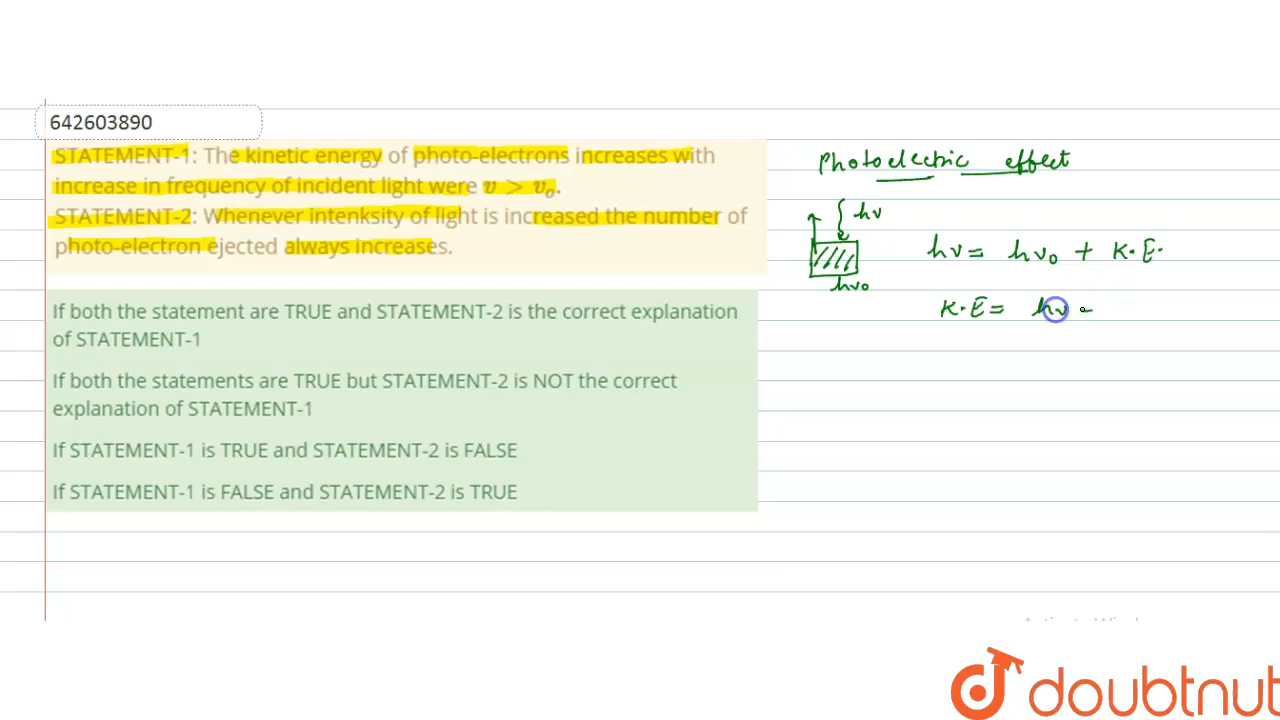 642603890
STATEMENT-1: The kinetic energy of photo-electrons increases with
increase in frequency of incident light were υ > υ₀.
STATEMENT-2: Whenever intenksity of light is increased the number of
photo-electron ejected always increases.
If both the statement are TRUE and STATEMENT-2 is the correct explanation
of STATEMENT-1
If both the statements are TRUE but STATEMENT-2 is NOT the correct
explanation of STATEMENT-1
If STATEMENT-1 is TRUE and STATEMENT-2 is FALSE
If STATEMENT-1 is FALSE and STATEMENT-2 is TRUE
Photoelectric effect
hν
hν₀
hν = hν₀ + K.E.
K.E = hν -
doubtnut